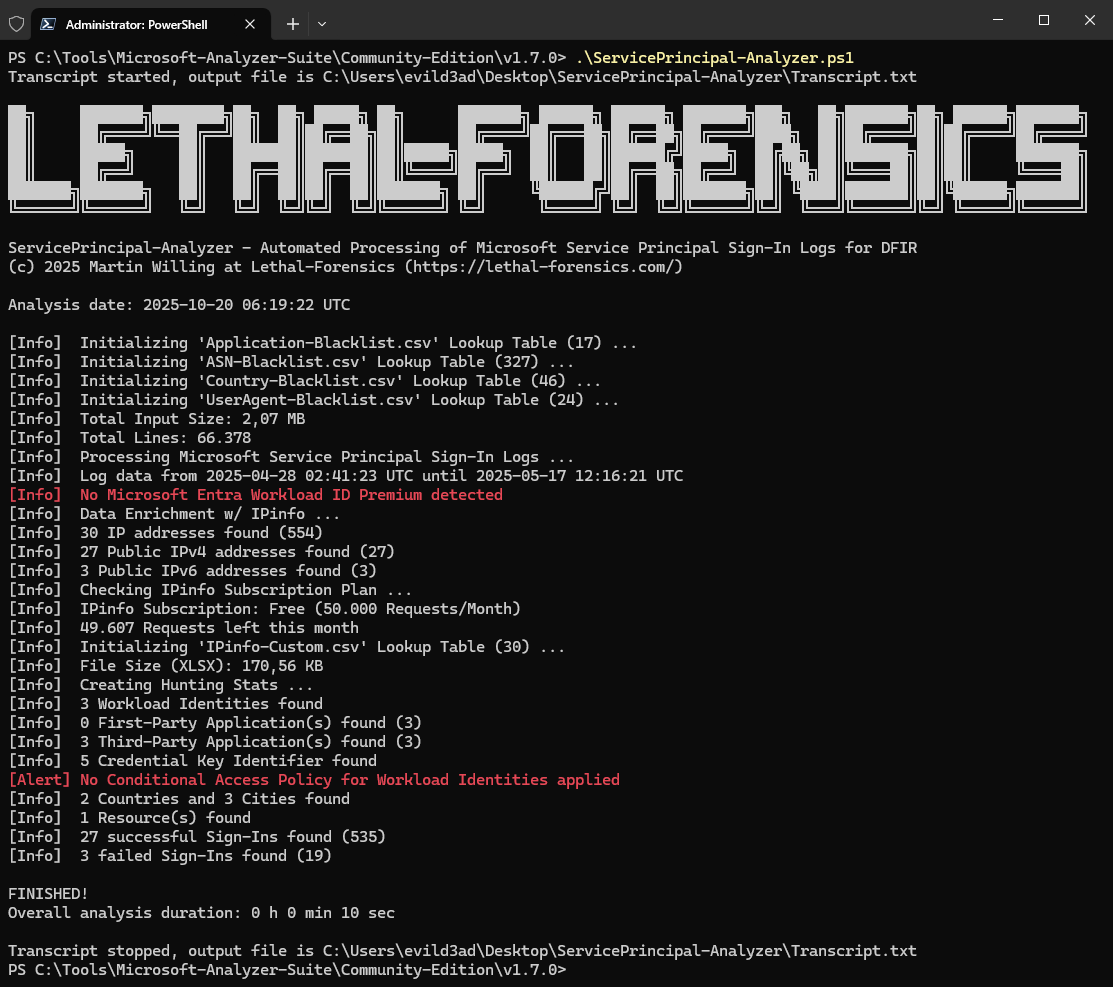 Administrator: PowerShell
PS C:\Tools\Microsoft-Analyzer-Suite\Community-Edition\v1.7.0> .\ServicePrincipal-Analyzer.ps1
Transcript started, output file is C:\Users\evild3ad\Desktop\ServicePrincipal-Analyzer\Transcript.txt
LETHAL-FORENSICS
ServicePrincipal-Analyzer - Automated Processing of Microsoft Service Principal Sign-In Logs for DFIR
(c) 2025 Martin Willing at Lethal-Forensics (https://lethal-forensics.com/)
Analysis date: 2025-10-20 06:19:22 UTC
[Info]  Initializing 'Application-Blacklist.csv' Lookup Table (17) ...
[Info]  Initializing 'ASN-Blacklist.csv' Lookup Table (327) ...
[Info]  Initializing 'Country-Blacklist.csv' Lookup Table (46) ...
[Info]  Initializing 'UserAgent-Blacklist.csv' Lookup Table (24) ...
[Info]  Total Input Size: 2,07 MB
[Info]  Total Lines: 66.378
[Info]  Processing Microsoft Service Principal Sign-In Logs ...
[Info]  Log data from 2025-04-28 02:41:23 UTC until 2025-05-17 12:16:21 UTC
[Info]  No Microsoft Entra Workload ID Premium detected
[Info]  Data Enrichment w/ IPinfo ...
[Info]  30 IP addresses found (554)
[Info]  27 Public IPv4 addresses found (27)
[Info]  3 Public IPv6 addresses found (3)
[Info]  Checking IPinfo Subscription Plan ...
[Info]  IPinfo Subscription: Free (50.000 Requests/Month)
[Info]  49.607 Requests left this month
[Info]  Initializing 'IPinfo-Custom.csv' Lookup Table (30) ...
[Info]  File Size (XLSX): 170,56 KB
[Info]  Creating Hunting Stats ...
[Info]  3 Workload Identities found
[Info]  0 First-Party Application(s) found (3)
[Info]  3 Third-Party Application(s) found (3)
[Info]  5 Credential Key Identifier found
[Alert] No Conditional Access Policy for Workload Identities applied
[Info]  2 Countries and 3 Cities found
[Info]  1 Resource(s) found
[Info]  27 successful Sign-Ins found (535)
[Info]  3 failed Sign-Ins found (19)
FINISHED!
Overall analysis duration: 0 h 0 min 10 sec
Transcript stopped, output file is C:\Users\evild3ad\Desktop\ServicePrincipal-Analyzer\Transcript.txt
PS C:\Tools\Microsoft-Analyzer-Suite\Community-Edition\v1.7.0>